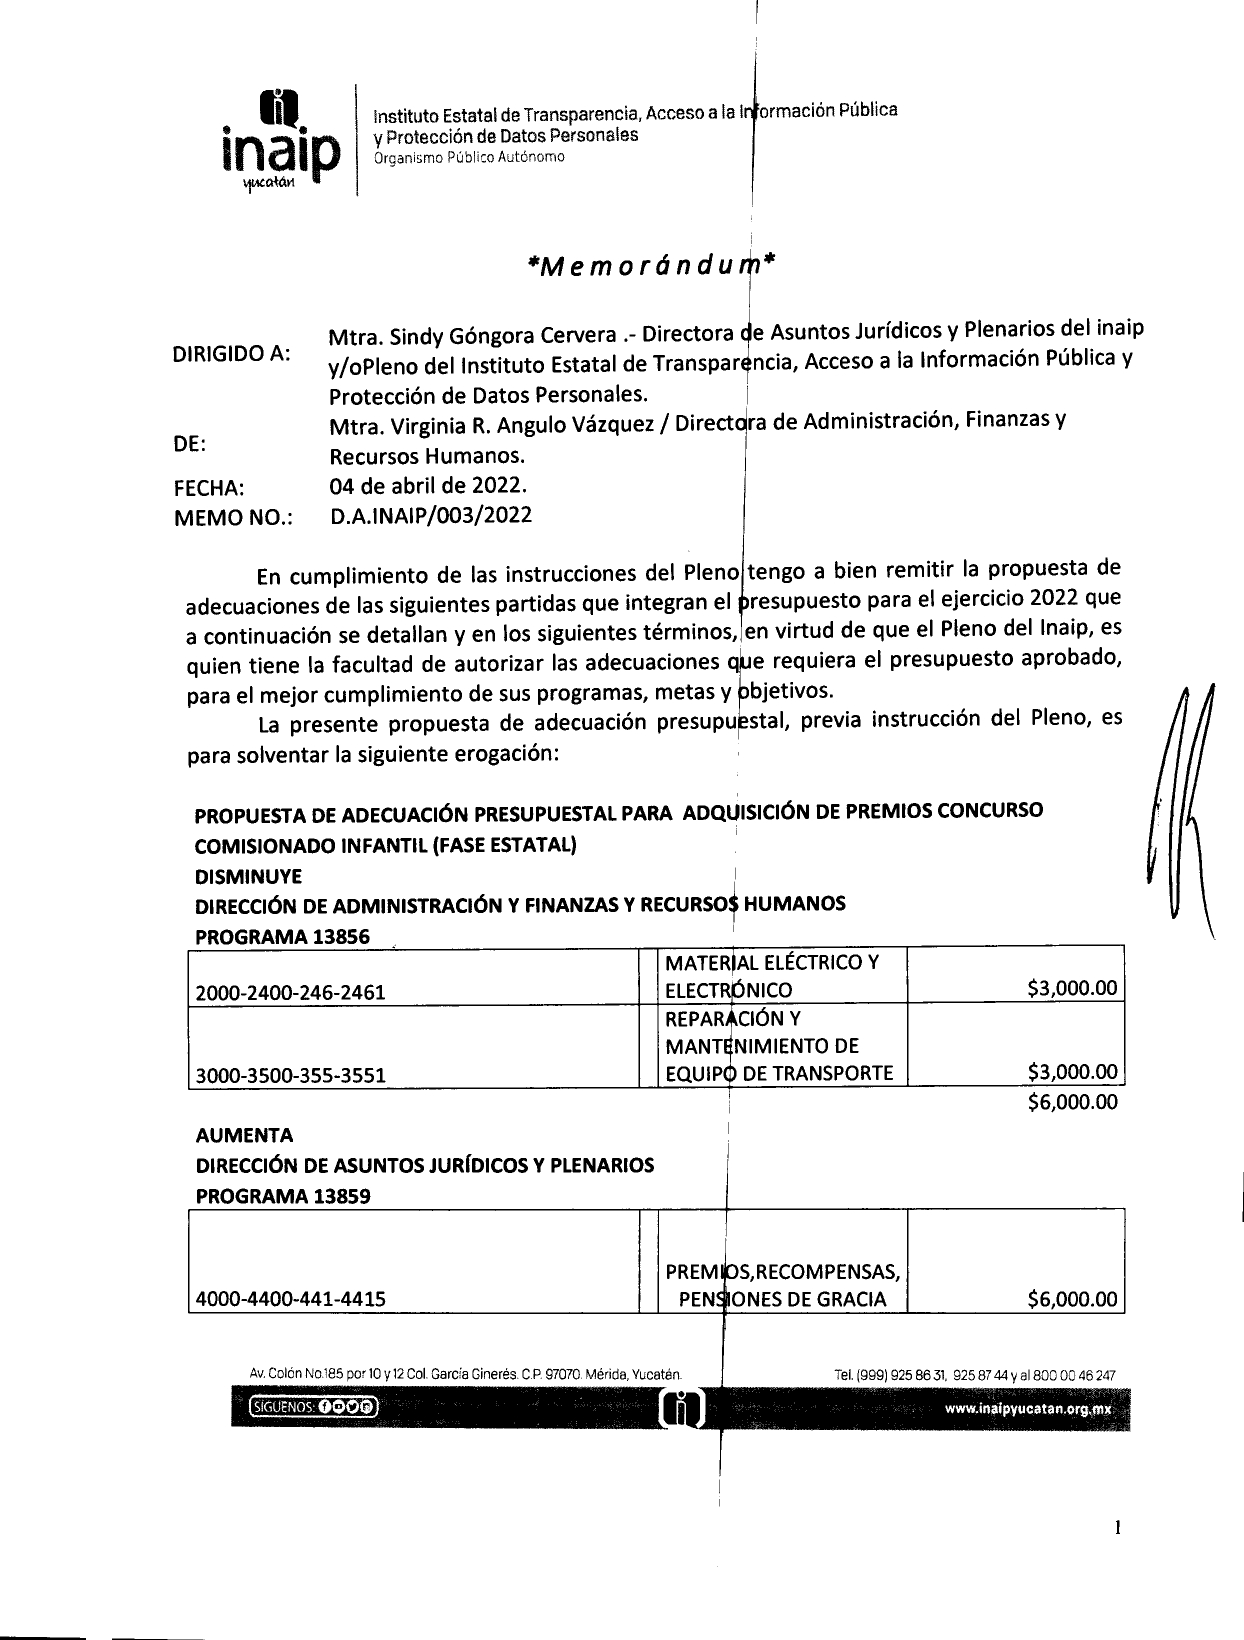 inaip
yucatán
Instituto Estatal de Transparencia, Acceso a la Información Pública
y Protección de Datos Personales
Organismo Público Autónomo
*Memorándum*
DIRIGIDO A:
Mtra. Sindy Góngora Cervera .- Directora de Asuntos Jurídicos y Plenarios del inaip
y/oPleno del Instituto Estatal de Transparencia, Acceso a la Información Pública y
Protección de Datos Personales.
DE:
Mtra. Virginia R. Angulo Vázquez / Directora de Administración, Finanzas y
Recursos Humanos.
FECHA: 04 de abril de 2022.
MEMO NO.: D.A.INAIP/003/2022
En cumplimiento de las instrucciones del Pleno tengo a bien remitir la propuesta de
adecuaciones de las siguientes partidas que integran el presupuesto para el ejercicio 2022 que
a continuación se detallan y en los siguientes términos, en virtud de que el Pleno del Inaip, es
quien tiene la facultad de autorizar las adecuaciones que requiera el presupuesto aprobado,
para el mejor cumplimiento de sus programas, metas y objetivos.
La presente propuesta de adecuación presupuestal, previa instrucción del Pleno, es
para solventar la siguiente erogación:
PROPUESTA DE ADECUACIÓN PRESUPUESTAL PARA ADQUISICIÓN DE PREMIOS CONCURSO
COMISIONADO INFANTIL (FASE ESTATAL)
DISMINUYE
DIRECCIÓN DE ADMINISTRACIÓN Y FINANZAS Y RECURSOS HUMANOS
PROGRAMA 13856
MATERIAL ELÉCTRICO Y
2000-2400-246-2461 ELECTRÓNICO $3,000.00
REPARACIÓN Y
MANTENIMIENTO DE
3000-3500-355-3551 EQUIPO DE TRANSPORTE $3,000.00
$6,000.00
AUMENTA
DIRECCIÓN DE ASUNTOS JURÍDICOS Y PLENARIOS
PROGRAMA 13859
PREMIOS,RECOMPENSAS,
4000-4400-441-4415 PENSIONES DE GRACIA $6,000.00
Av. Colón No.185 por 10 y 12 Col. García Ginerés. C.P. 97070. Mérida, Yucatán.
Tel. (999) 925 86 31, 925 87 44 y al 800 00 46 247
SÍGUENOS:
www.inaipyucatan.org.mx
1